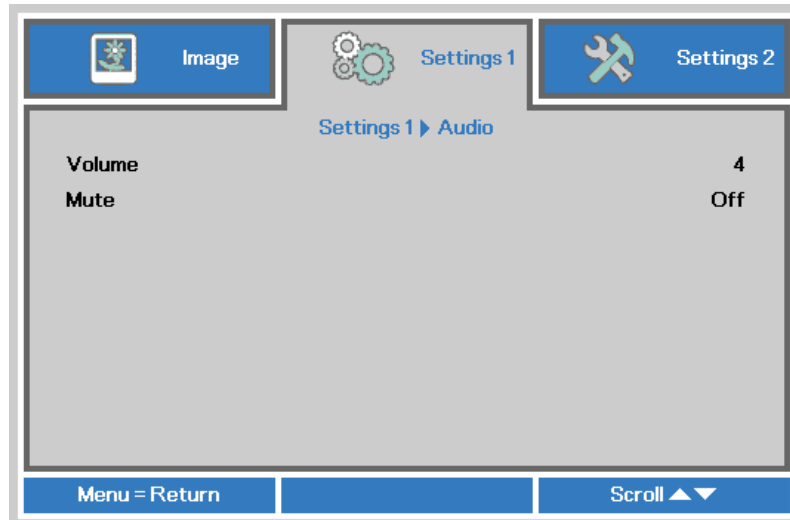 Image
Settings 1
Settings 2
Settings 1 ▶ Audio
Volume 4
Mute Off
Menu = Return
Scroll ▲▼